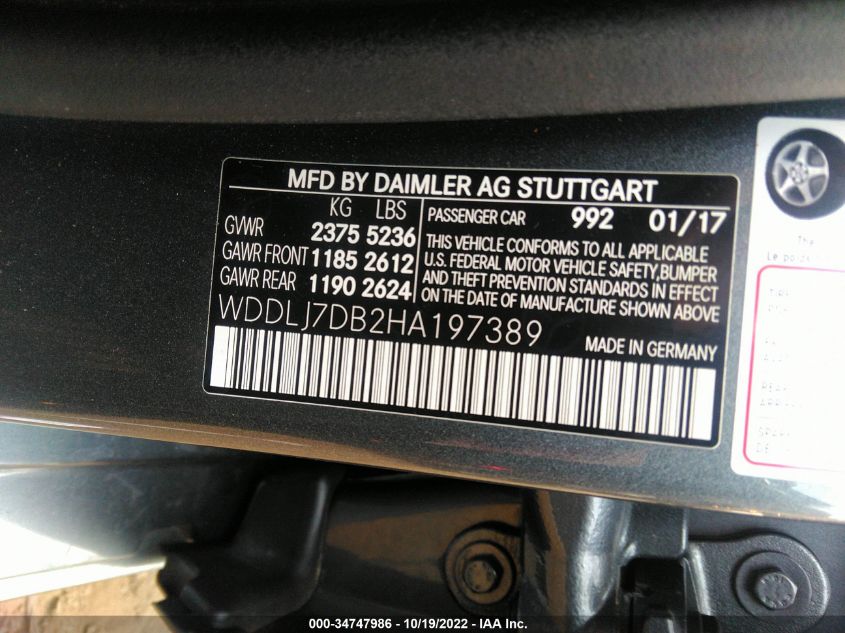 MFD BY DAIMLER AG STUTTGART
KG LBS
GVWR 2375 5236
GAWR FRONT 1185 2612
GAWR REAR 1190 2624
PASSENGER CAR 992 01/17
THIS VEHICLE CONFORMS TO ALL APPLICABLE
U.S. FEDERAL MOTOR VEHICLE SAFETY,BUMPER
AND THEFT PREVENTION STANDARDS IN EFFECT
ON THE DATE OF MANUFACTURE SHOWN ABOVE
WDDLJ7DB2HA197389
MADE IN GERMANY
The
000-34747986 - 10/19/2022 - IAA Inc.